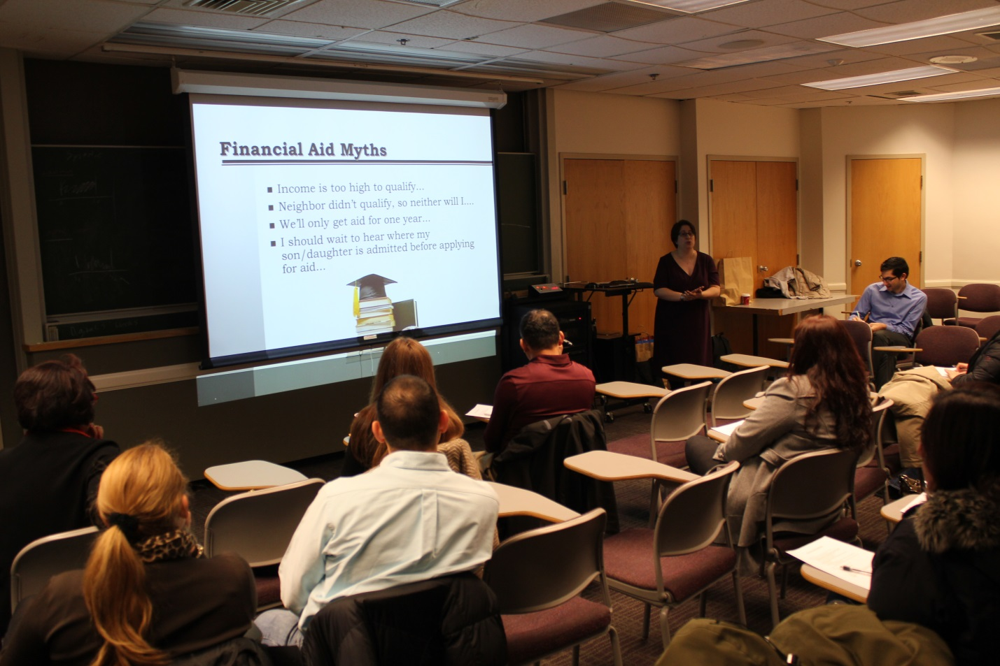 Financial Aid Myths
■ Income is too high to qualify...
■ Neighbor didn't qualify, so neither will I....
■ We'll only get aid for one year...
■ I should wait to hear where my
son/daughter is admitted before applying
for aid...